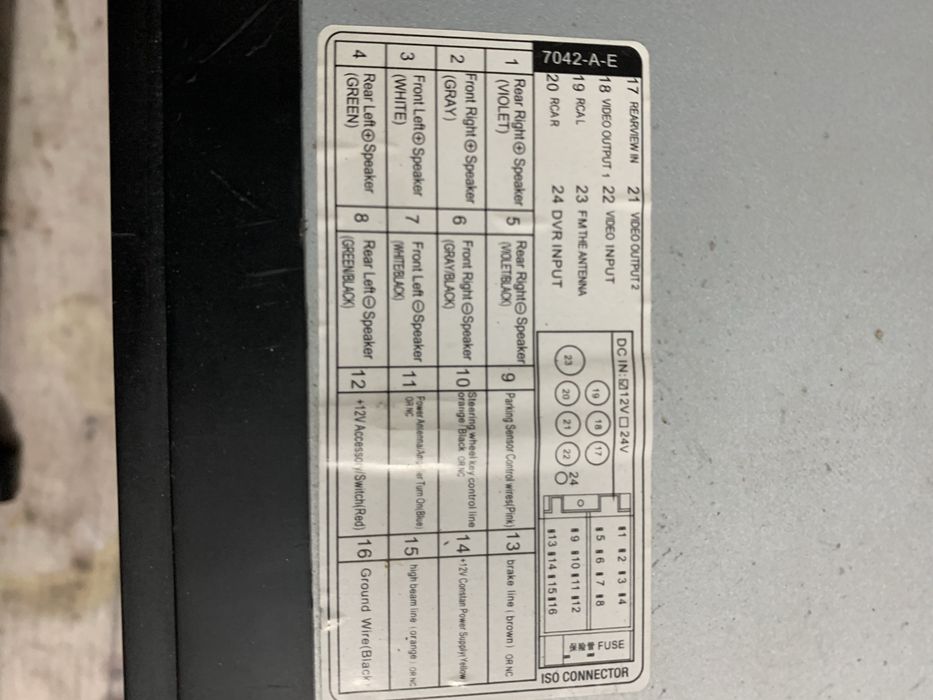 7042-A-E
17 REARVIEW IN
21 VIDEO OUTPUT 2
18 VIDEO OUTPUT 1
22 VIDEO INPUT
19 RCA L
23 FM THE ANTENNA
20 RCA R
24 DVR INPUT
DC IN: ☑12V □ 24V
19 18 17
23 20 21 22 24
1 2 3 4
5 6 7 8
9 10 11 12
13 14 15 16
FUSE
ISO CONNECTOR
1 Rear Right ⊕ Speaker
(VIOLET)
5 Rear Right ⊖ Speaker
(VIOLET/BLACK)
9 Parking Sensor Control wires(Pink)
13 brake line ( brown ) OR NC
2 Front Right ⊕ Speaker
(GRAY)
6 Front Right ⊖ Speaker
(GRAY/BLACK)
10 Steering wheel key control line
orange / Black OR NC
14 +12V Constan Power Supply(Yellow
3 Front Left ⊕ Speaker
(WHITE)
7 Front Left ⊖ Speaker
(WHITE/BLACK)
11 Power Antenna/ Turn On(Blue)
OR NC
15 high beam line ( orange ) OR NC
4 Rear Left ⊕ Speaker
(GREEN)
8 Rear Left ⊖ Speaker
(GREEN/BLACK)
12 +12V Accessory/Switch(Red)
16 Ground Wire(Black